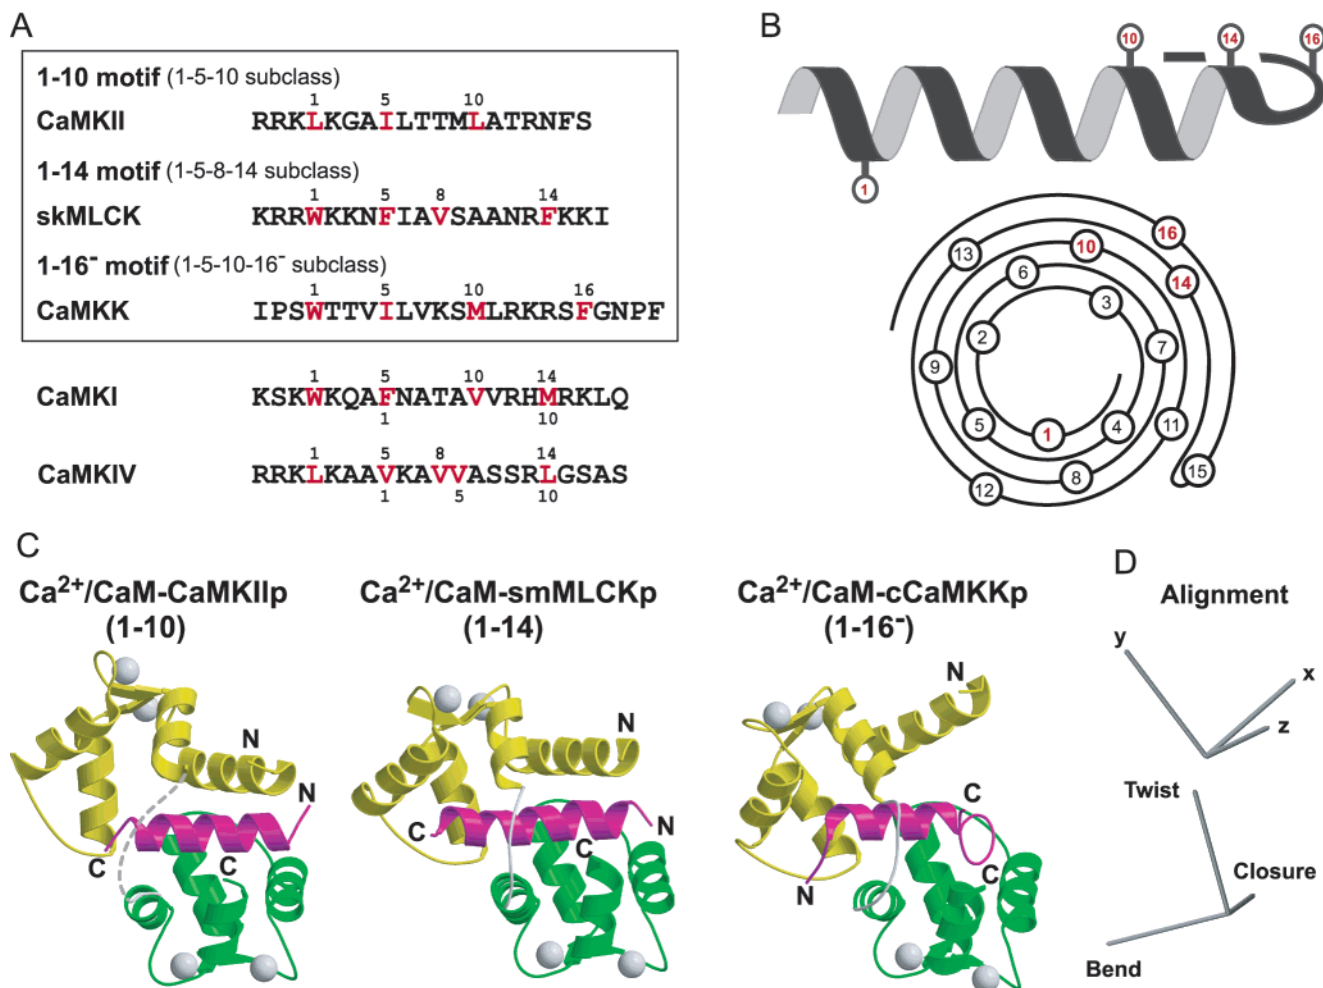 A
1-10 motif (1-5-10 subclass)
1 5 10
CaMKII RRKLKGAILTTMLATRNFS
1-14 motif (1-5-8-14 subclass)
1 5 8 14
skMLCK KRRWKKNFIAVSAANRFKKI
1-16⁻ motif (1-5-10-16⁻ subclass)
1 5 10 16
CaMKK IPSWTTVILVKSMLRKRSFGNPF
1 5 10 14
CaMKI KSKWKQAFNATAVVRHMRKLQ
1 10
1 5 8 14
CaMKIV RRKLKAAVKAVVASSRLGSAS
1 5 10
B
10 14 16
1
16
13 10
14
6
3
2
7
9
5 1 4 11
8
15
12
C
Ca²⁺/CaM-CaMKIIp
(1-10)
N
N
C
C
Ca²⁺/CaM-smMLCKp
(1-14)
N
N
C
C
Ca²⁺/CaM-cCaMKKp
(1-16⁻)
N
C
C
N
D
Alignment
y
x
z
Twist
Closure
Bend